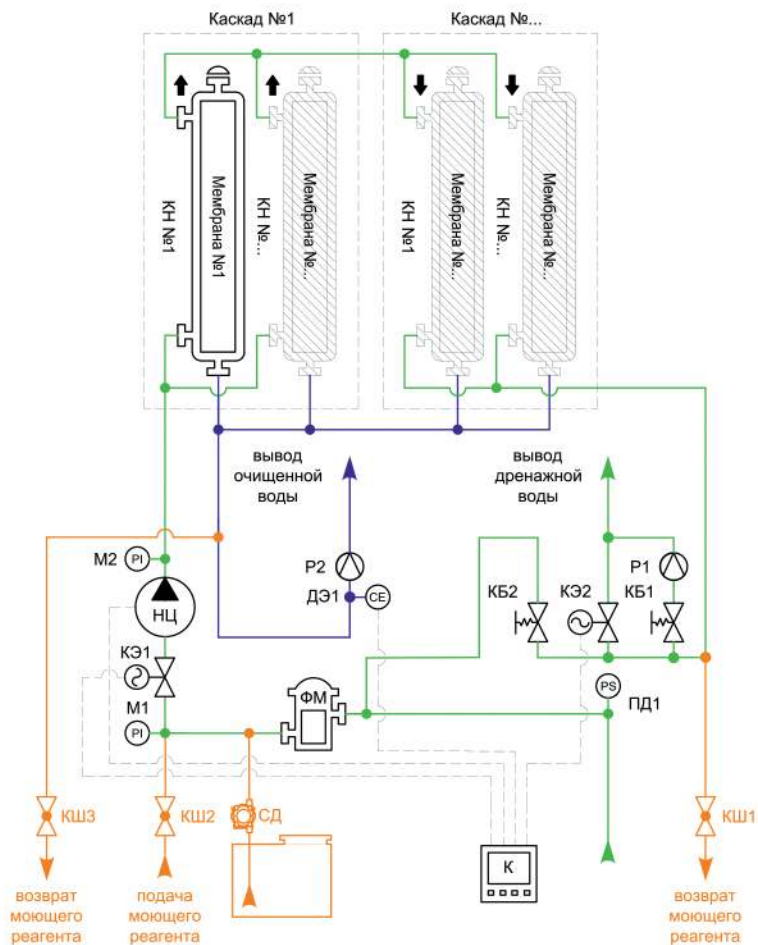 Каскад №1
Каскад №...
КН №1
Мембрана №1
КН №...
Мембрана №...
КН №1
Мембрана №...
КН №...
Мембрана №...
вывод
очищенной
воды
вывод
дренажной
воды
М2
PI
НЦ
КЭ1
М1
PI
Р2
ДЭ1
CE
КБ2
КЭ2
Р1
КБ1
ФМ
PS
ПД1
КШ3
КШ2
СД
К
КШ1
возврат
моющего
реагента
подача
моющего
реагента
возврат
моющего
реагента